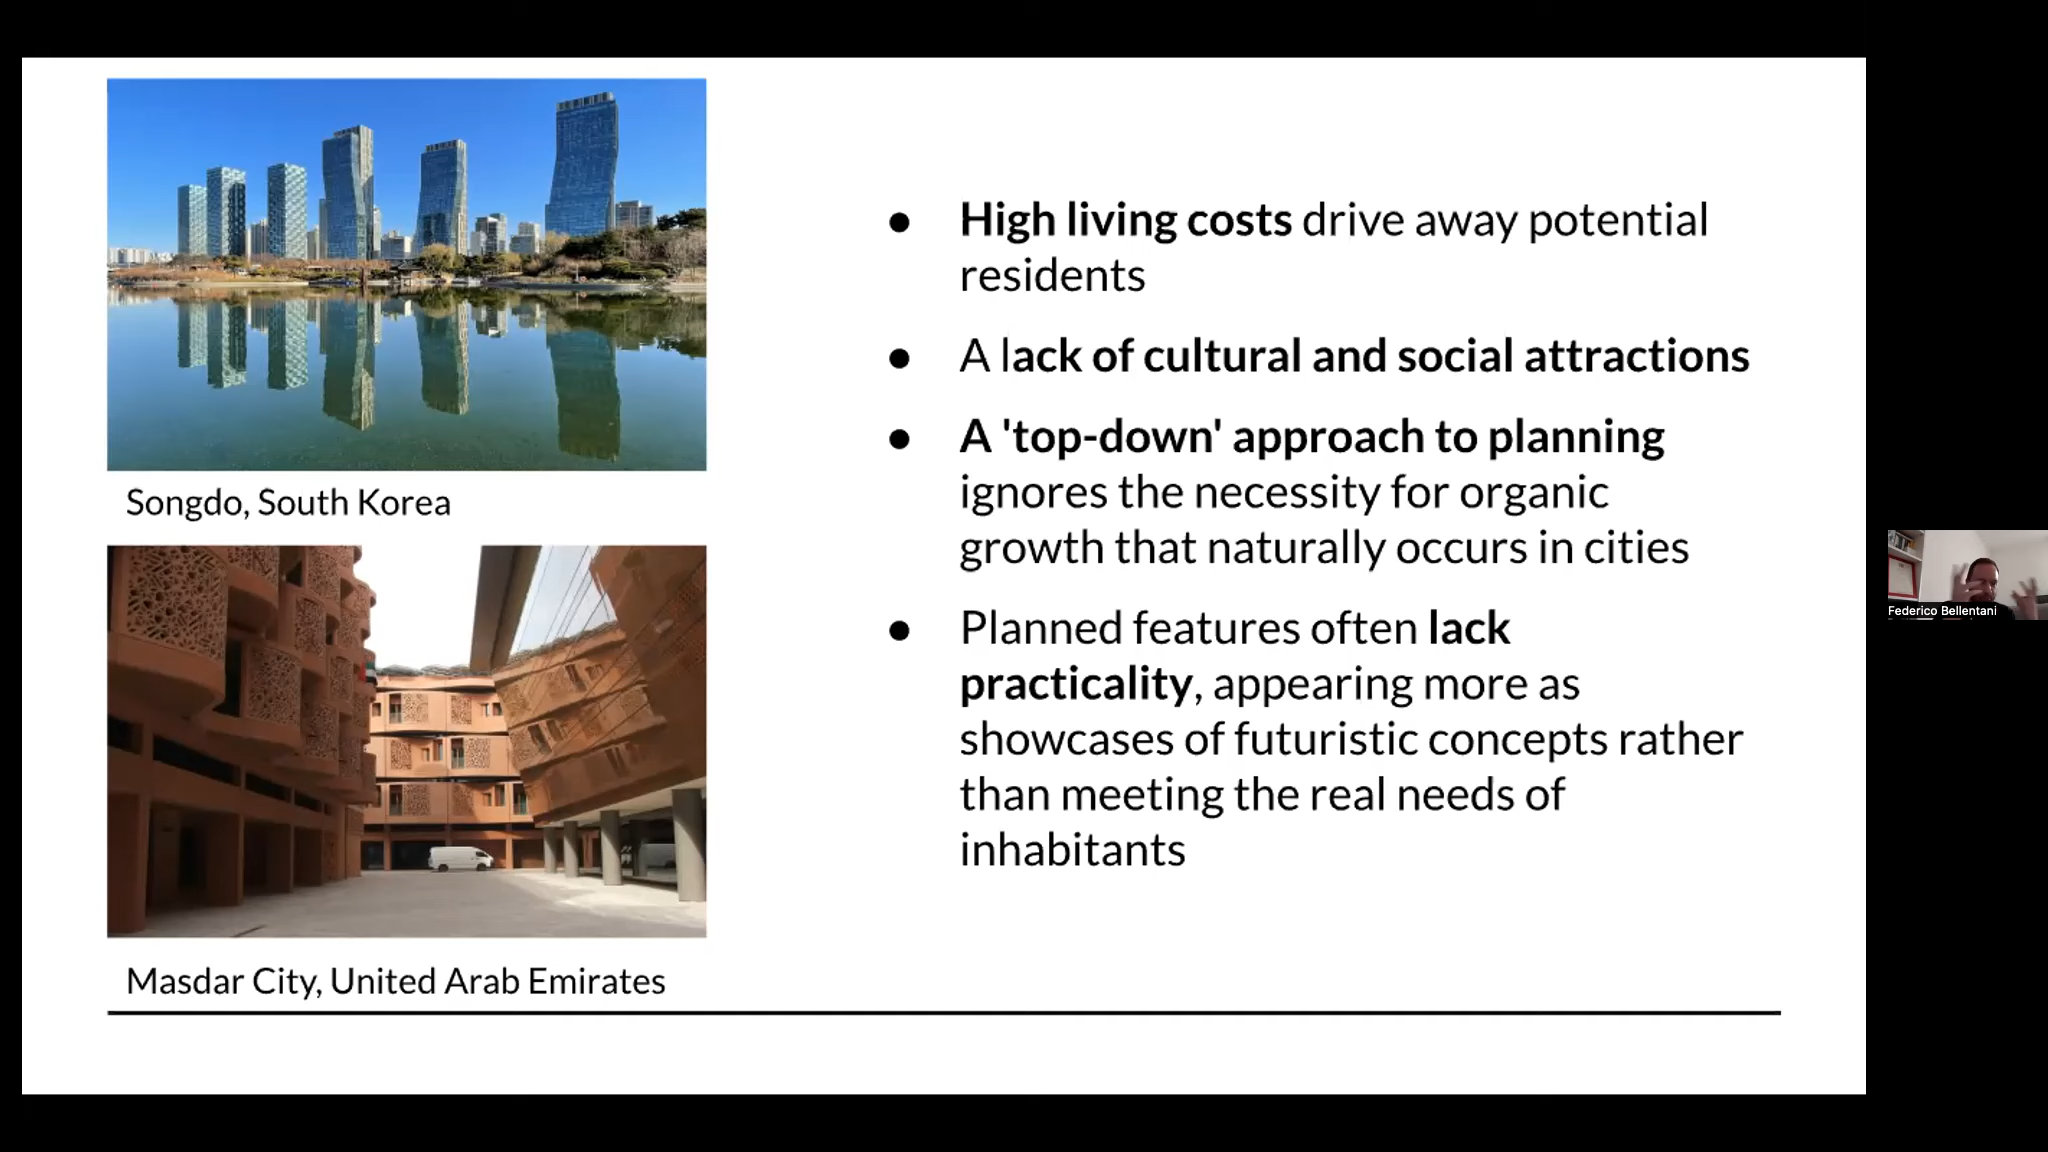 Songdo, South Korea
Masdar City, United Arab Emirates
● High living costs drive away potential
residents
● A lack of cultural and social attractions
● A 'top-down' approach to planning
ignores the necessity for organic
growth that naturally occurs in cities
● Planned features often lack
practicality, appearing more as
showcases of futuristic concepts rather
than meeting the real needs of
inhabitants
Federico Bellentani